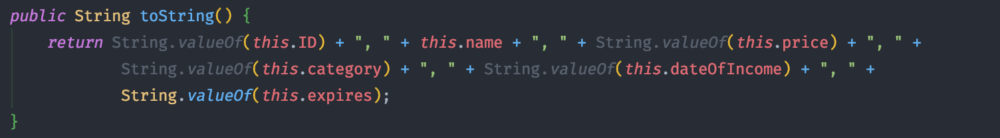 public String toString() {
    return String.valueOf(this.ID) + ", " + this.name + ", " + String.valueOf(this.price) + ", " +
            String.valueOf(this.category) + ", " + String.valueOf(this.dateOfIncome) + ", " +
            String.valueOf(this.expires);
}